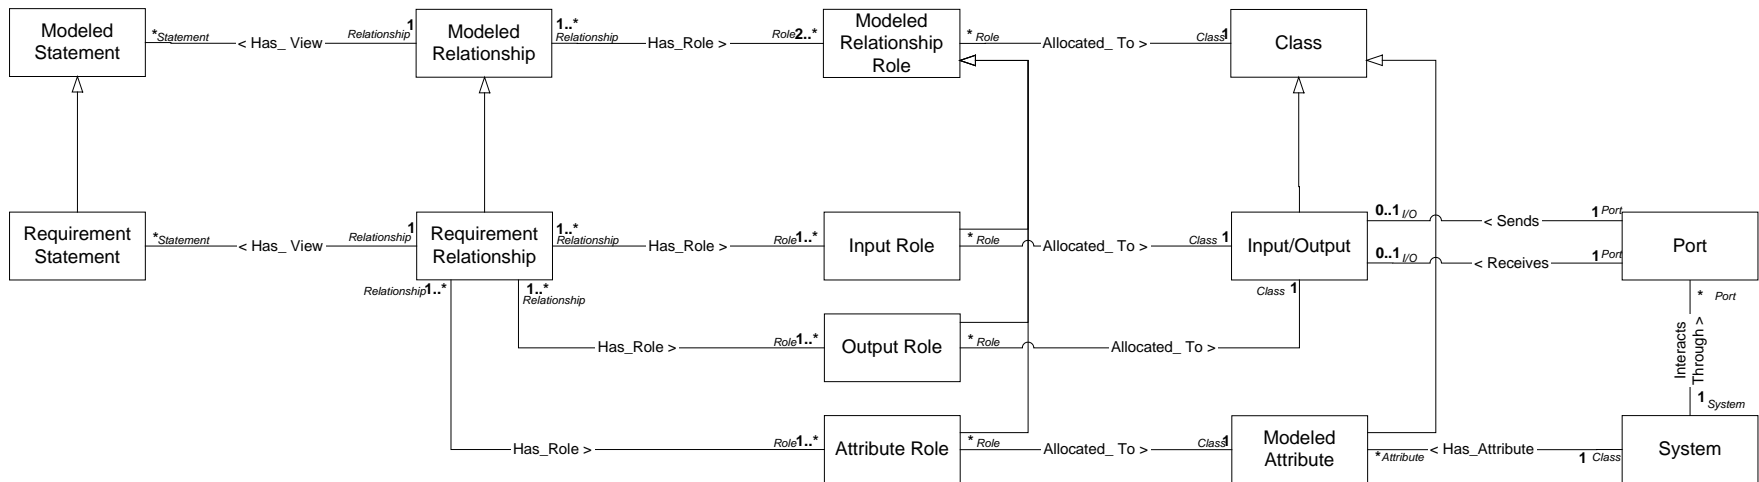 Modeled
Statement
*Statement
< Has_ View
Relationship 1
Modeled
Relationship
1..*
Relationship
Has_Role >
Role 2..*
Modeled
Relationship
Role
* Role
Allocated_ To >
Class 1
Class
Requirement
Statement
*Statement
< Has_ View
Relationship 1
Requirement
Relationship
1..*
Relationship
Has_Role >
Role 1..*
Input Role
* Role
Allocated_ To >
Class 1
Input/Output
0..1 I/O
< Sends
1 Port
0..1 I/O
< Receives
1 Port
Port
Relationship 1..*
1..*
Relationship
Class 1
* Port
Has_Role >
Role 1..*
Output Role
* Role
Allocated_ To >
Interacts
Through >
1 System
Has_Role >
Role 1..*
Attribute Role
* Role
Allocated_ To >
Class 1
Modeled
Attribute
*Attribute
< Has_Attribute
1 Class
System